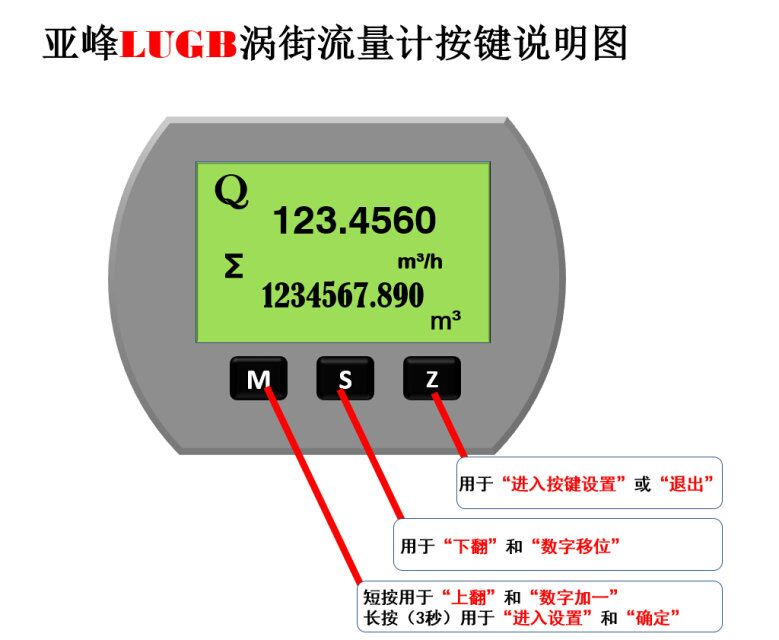 亚峰LUGB涡街流量计按键说明图
Q
123.4560
m³/h
Σ
1234567.890
m³
M S Z
用于“进入按键设置”或“退出”
用于“下翻”和“数字移位”
短按用于“上翻”和“数字加一”
长按（3秒）用于“进入设置”和“确定”